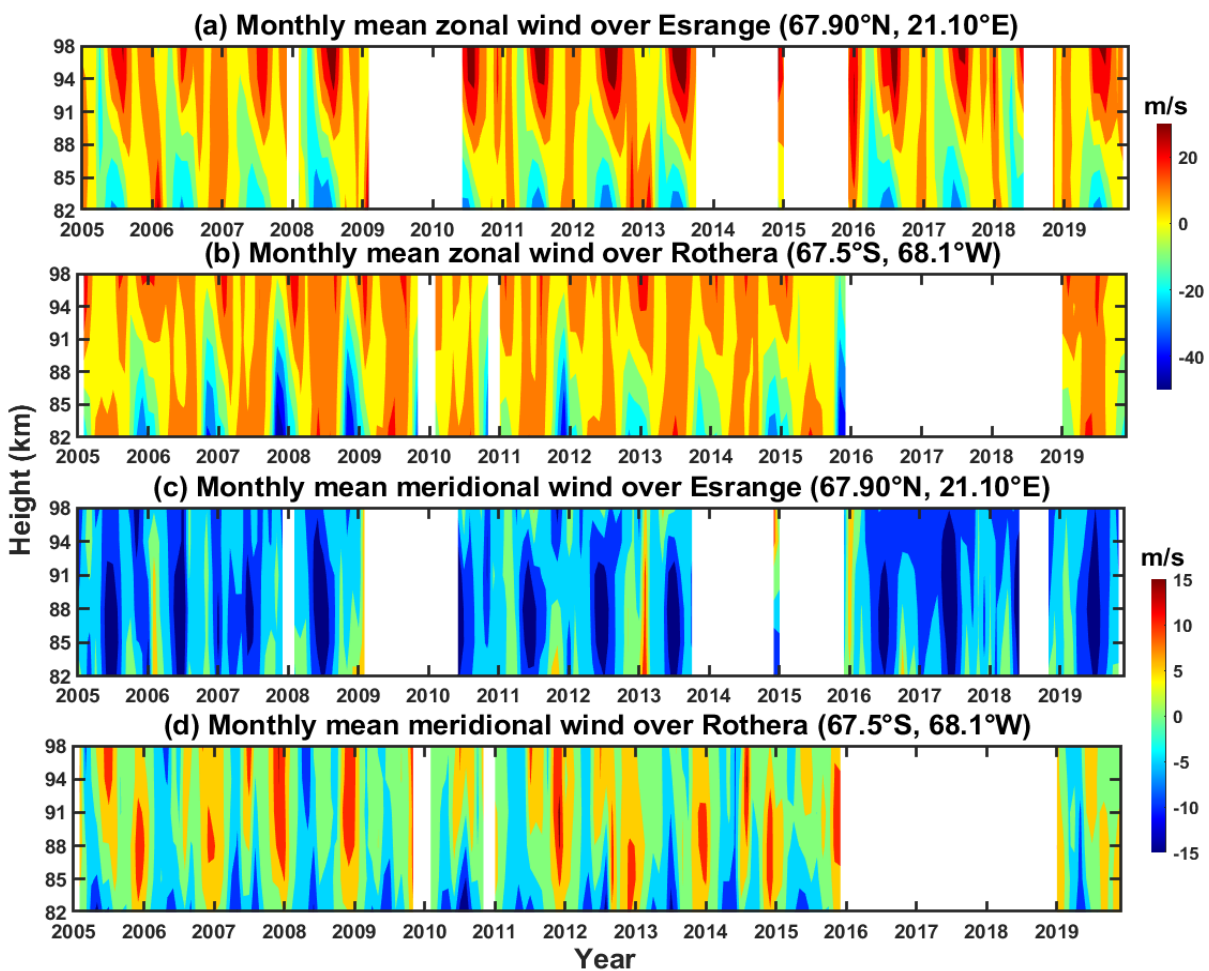 (a) Monthly mean zonal wind over Esrange (67.90°N, 21.10°E)
98
94
91
88
85
82
2005 2006 2007 2008 2009 2010 2011 2012 2013 2014 2015 2016 2017 2018 2019
m/s
20
0
-20
-40
(b) Monthly mean zonal wind over Rothera (67.5°S, 68.1°W)
98
94
91
88
85
82
2005 2006 2007 2008 2009 2010 2011 2012 2013 2014 2015 2016 2017 2018 2019
Height (km)
(c) Monthly mean meridional wind over Esrange (67.90°N, 21.10°E)
98
94
91
88
85
82
2005 2006 2007 2008 2009 2010 2011 2012 2013 2014 2015 2016 2017 2018 2019
m/s
15
10
5
0
-5
-10
-15
(d) Monthly mean meridional wind over Rothera (67.5°S, 68.1°W)
98
94
91
88
85
82
2005 2006 2007 2008 2009 2010 2011 2012 2013 2014 2015 2016 2017 2018 2019
Year